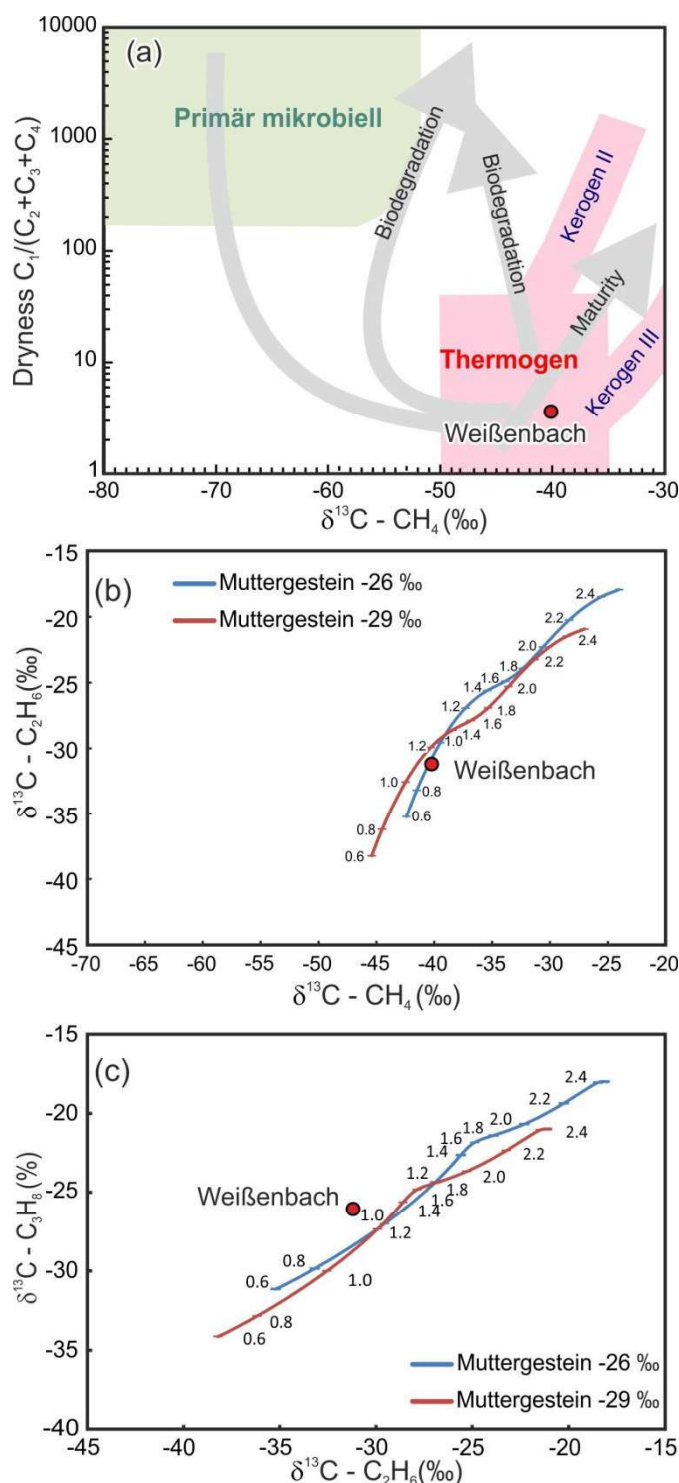 (a)
10000
1000
100
10
1
Dryness C₁/(C₂+C₃+C₄)
Primär mikrobiell
Biodegradation
Biodegradation
Kerogen II
Maturity
Kerogen III
Thermogen
Weißenbach
-80 -70 -60 -50 -40 -30
δ¹³C - CH₄ (‰)
(b)
-15
-20
-25
-30
-35
-40
-45
δ¹³C - C₂H₆ (‰)
Muttergestein -26 ‰
Muttergestein -29 ‰
2.4
2.2
2.0
1.8
1.6
1.4
1.2
1.0
0.8
0.6
2.4
2.2
2.0
1.8
1.6
1.4
1.2
1.0
0.8
0.6
Weißenbach
-70 -65 -60 -55 -50 -45 -40 -35 -30 -25 -20
δ¹³C - CH₄ (‰)
(c)
-15
-20
-25
-30
-35
-40
δ¹³C - C₃H₈ (%)
Weißenbach
2.4
2.2
2.0
1.8
1.6
1.4
1.2
1.0
0.8
0.6
2.4
2.2
2.0
1.8
1.6
1.4
1.2
1.0
0.8
0.6
Muttergestein -26 ‰
Muttergestein -29 ‰
-45 -40 -35 -30 -25 -20 -15
δ¹³C - C₂H₆ (‰)